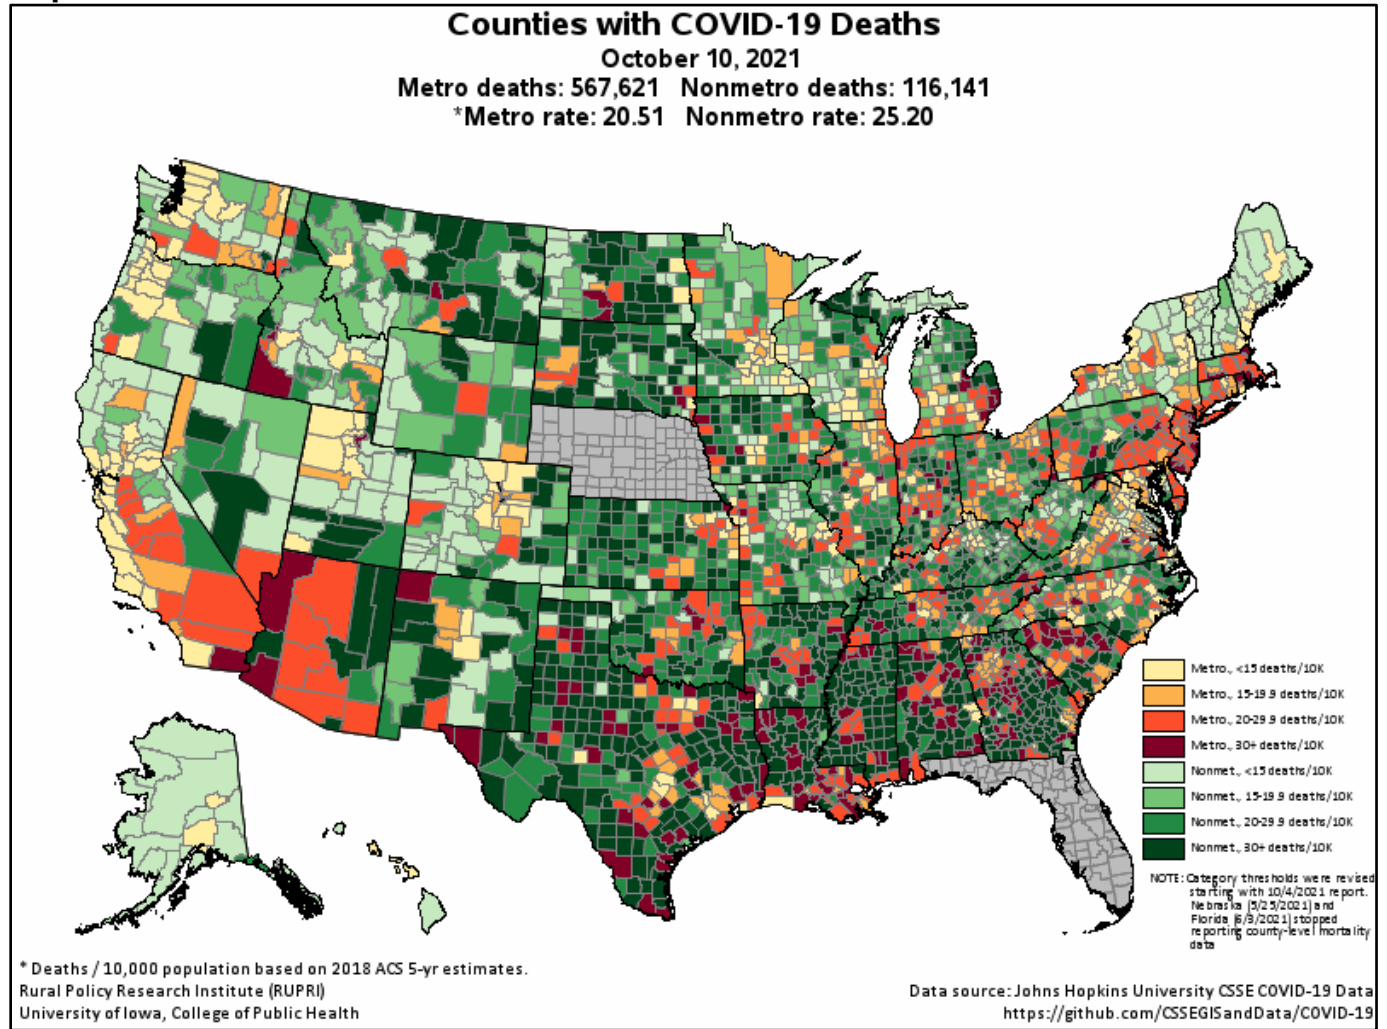 Counties with COVID-19 Deaths
October 10, 2021
Metro deaths: 567,621 Nonmetro deaths: 116,141
*Metro rate: 20.51 Nonmetro rate: 25.20
Metro., <15 deaths/10K
Metro., 15-19.9 deaths/10K
Metro., 20-29.9 deaths/10K
Metro., 30+ deaths/10K
Nonmet., <15 deaths/10K
Nonmet., 15-19.9 deaths/10K
Nonmet., 20-29.9 deaths/10K
Nonmet., 30+ deaths/10K
NOTE: Category thresholds were revised
starting with 10/4/2021 report.
Nebraska (5/25/2021) and
Florida (6/3/2021) stopped
reporting county-level mortality
data
* Deaths / 10,000 population based on 2018 ACS 5-yr estimates.
Rural Policy Research Institute (RUPRI)
University of Iowa, College of Public Health
Data source: Johns Hopkins University CSSE COVID-19 Data
https://github.com/CSSEGISandData/COVID-19